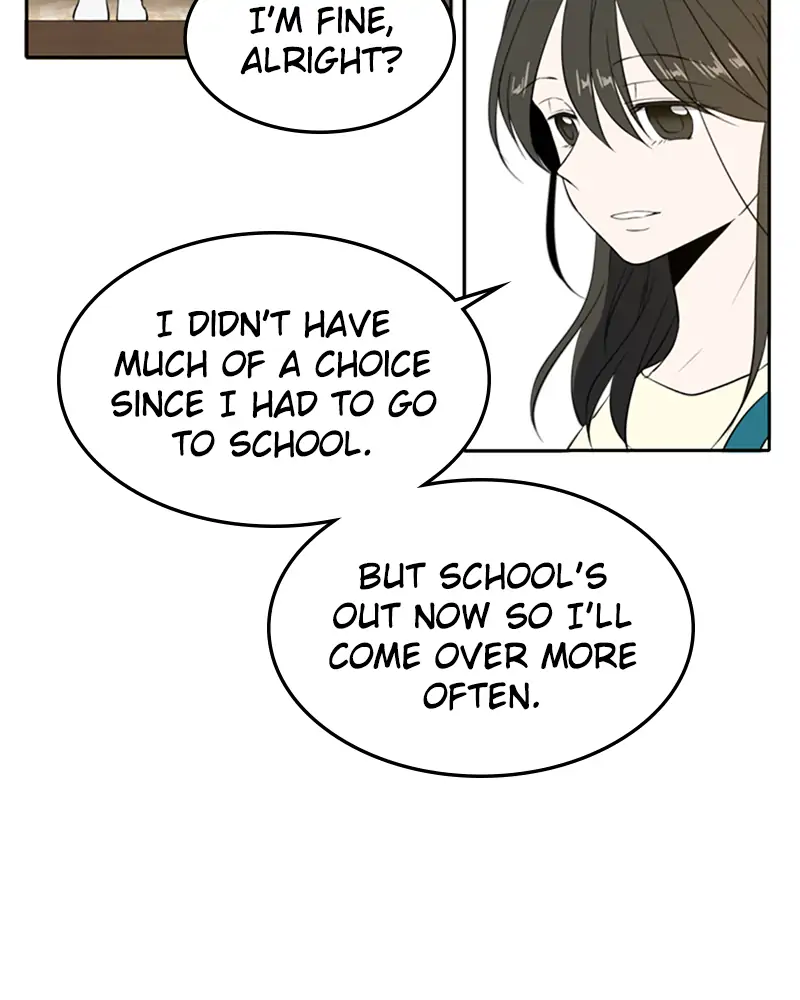 I'M FINE,
ALRIGHT?
I DIDN'T HAVE
MUCH OF A CHOICE
SINCE I HAD TO GO
TO SCHOOL.
BUT SCHOOL'S
OUT NOW SO I'LL
COME OVER MORE
OFTEN.